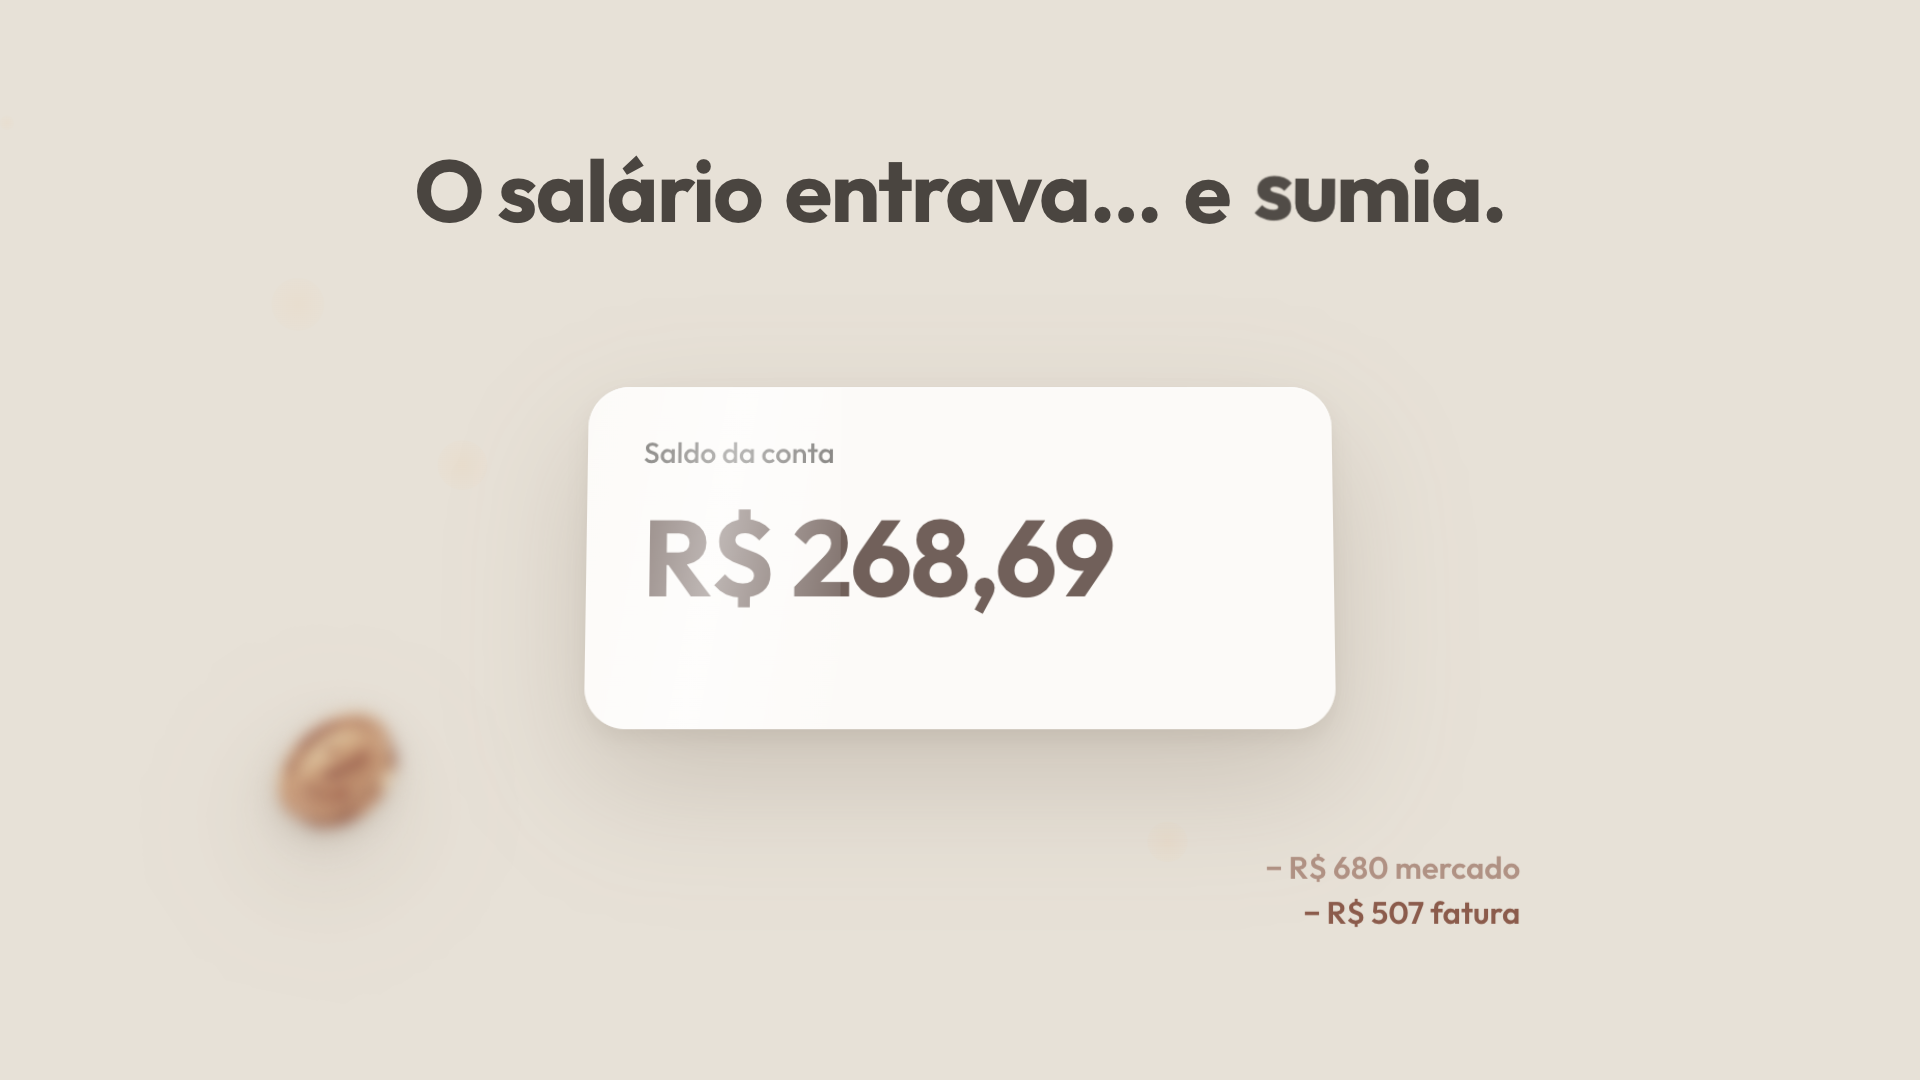 O salário entrava... e sumia.
Saldo da conta
R$ 268,69
– R$ 680 mercado
– R$ 507 fatura